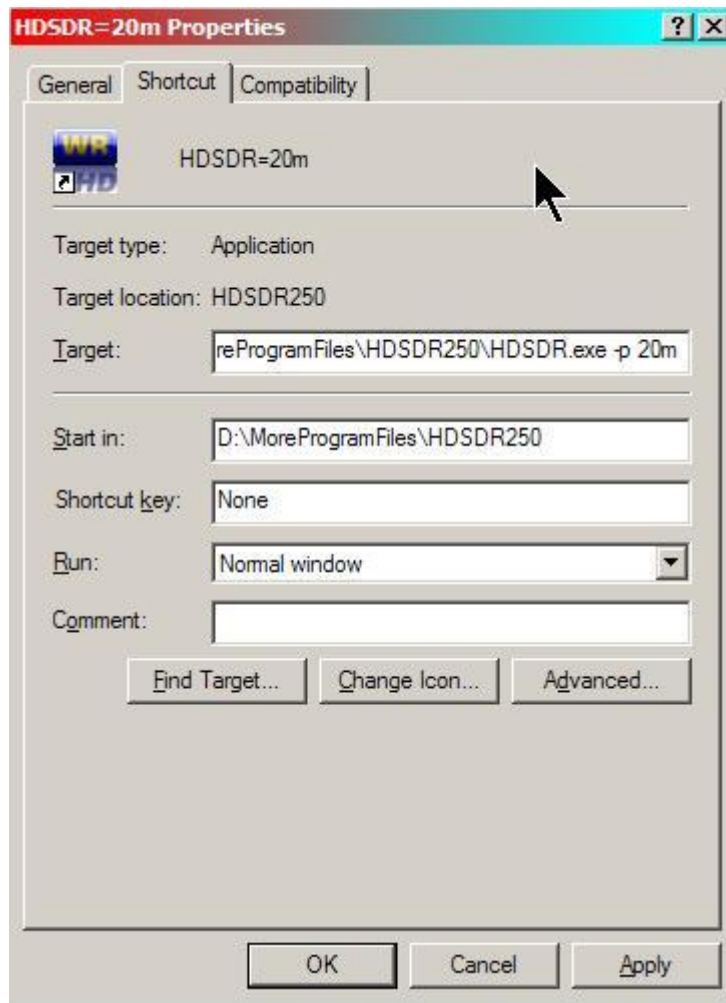 HDSDR=20m Properties
General Shortcut Compatibility
WR
HD
HDSDR=20m
Target type: Application
Target location: HDSDR250
Target: reProgramFiles\HDSDR250\HDSDR.exe -p 20m
Start in: D:\MoreProgramFiles\HDSDR250
Shortcut key: None
Run: Normal window
Comment:
Find Target... Change Icon... Advanced...
OK Cancel Apply